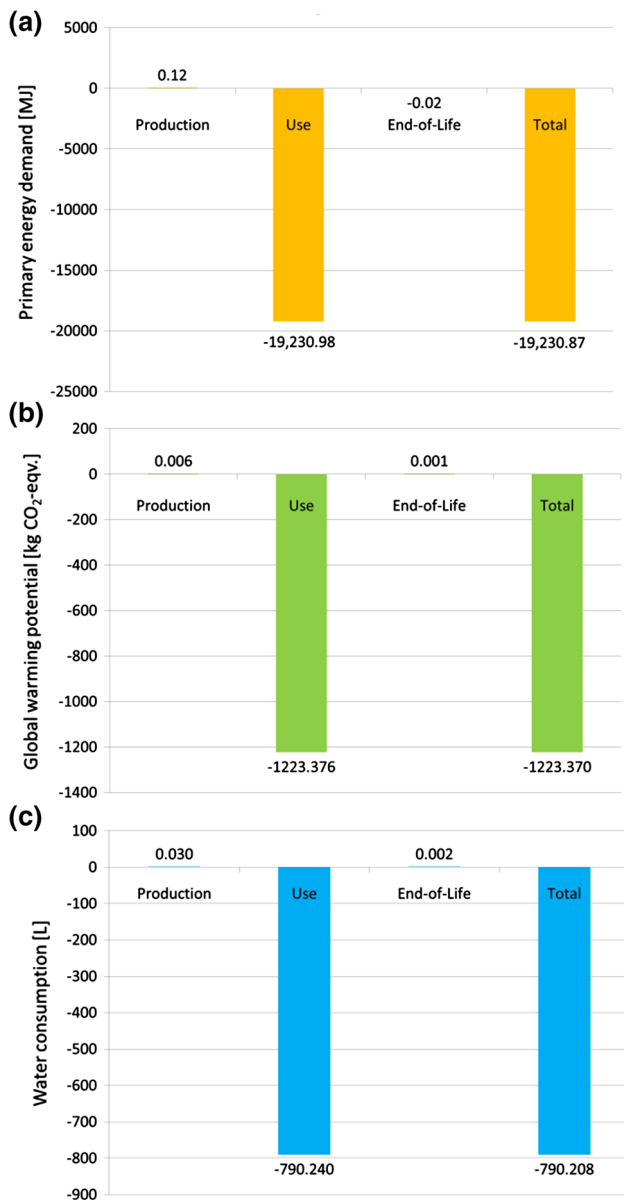 (a)
Primary energy demand [MJ]
5000
0
-5000
-10000
-15000
-20000
-25000
0.12
-0.02
Production
Use
End-of-Life
Total
-19,230.98
-19,230.87
(b)
Global warming potential [kg CO₂-eqv.]
200
0
-200
-400
-600
-800
-1000
-1200
-1400
0.006
0.001
Production
Use
End-of-Life
Total
-1223.376
-1223.370
(c)
Water consumption [L]
100
0
-100
-200
-300
-400
-500
-600
-700
-800
-900
0.030
0.002
Production
Use
End-of-Life
Total
-790.240
-790.208